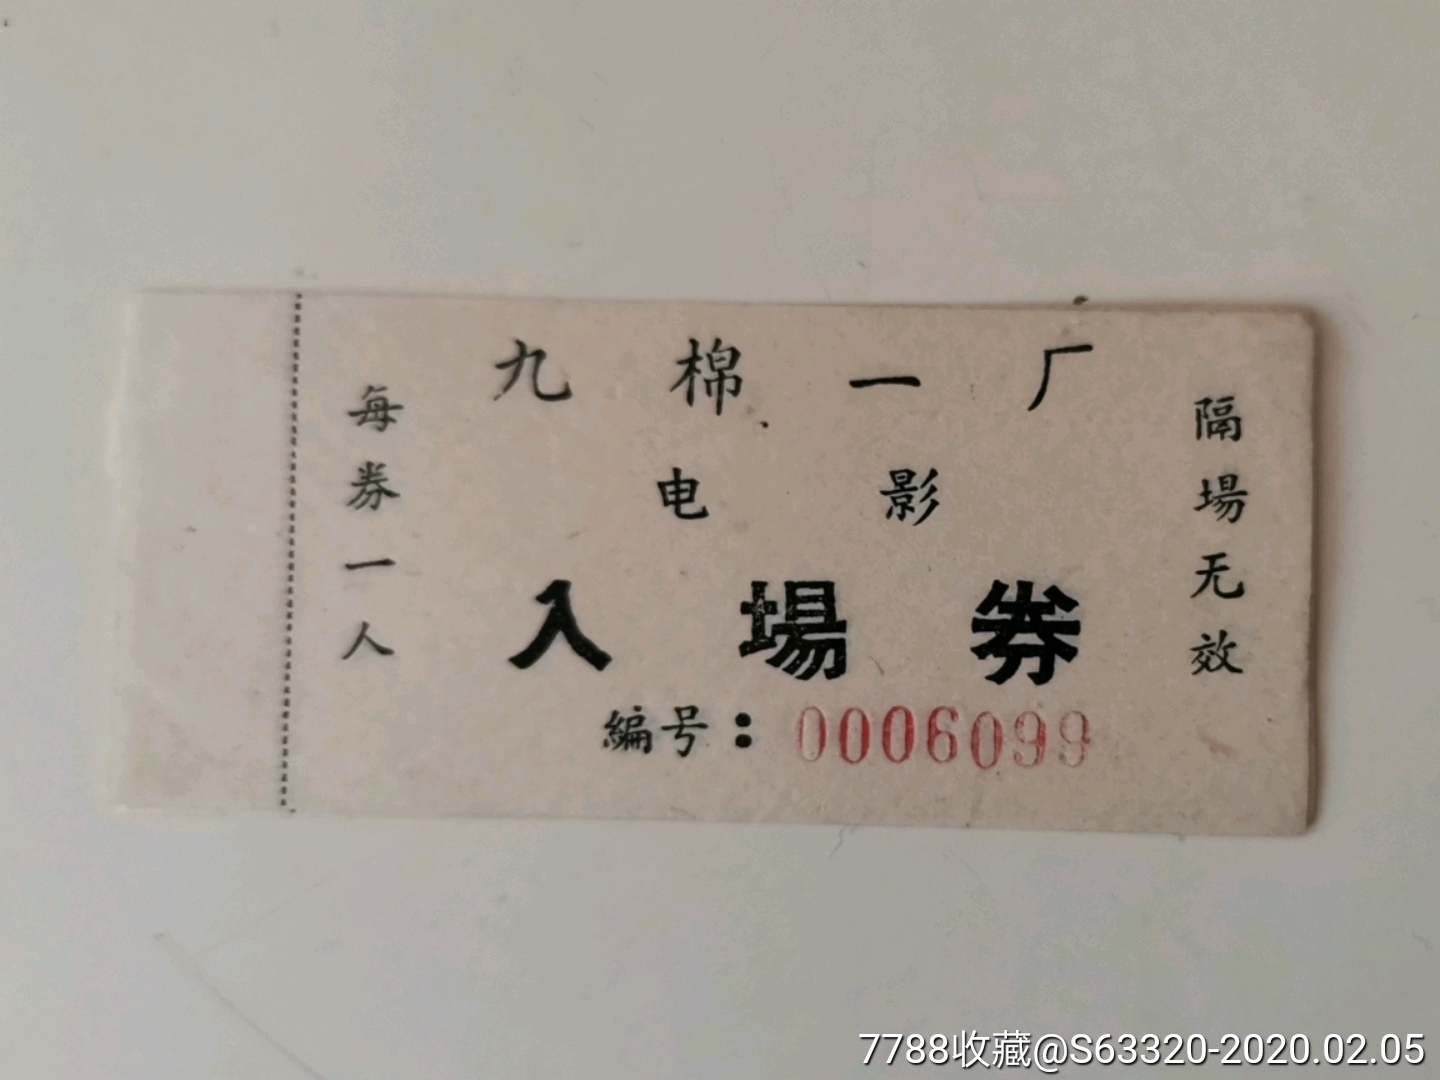 九棉一厂
电影
入場券
編号：0006099
每券一人
隔場无效
7788收藏@S63320-2020.02.05